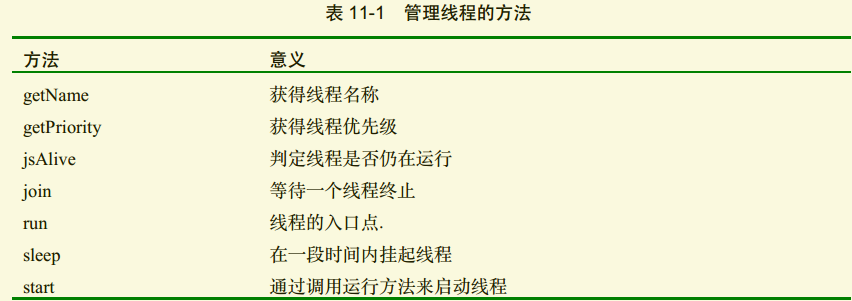 表 11-1 管理线程的方法
方法 意义
getName 获得线程名称
getPriority 获得线程优先级
jsAlive 判定线程是否仍在运行
join 等待一个线程终止
run 线程的入口点.
sleep 在一段时间内挂起线程
start 通过调用运行方法来启动线程